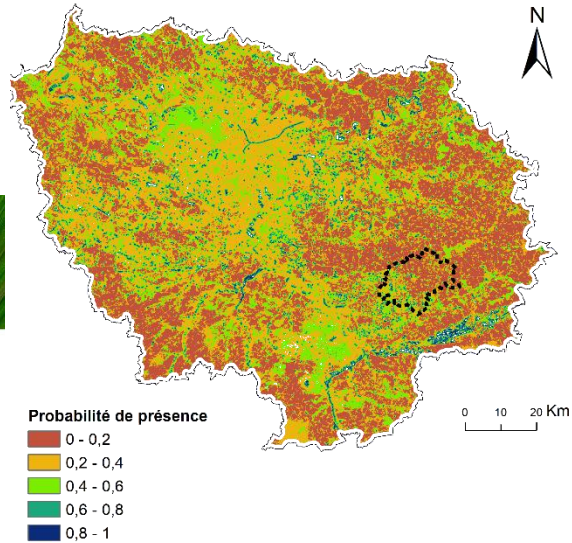 N
Probabilité de présence
0 - 0,2
0,2 - 0,4
0,4 - 0,6
0,6 - 0,8
0,8 - 1
0 10 20 Km